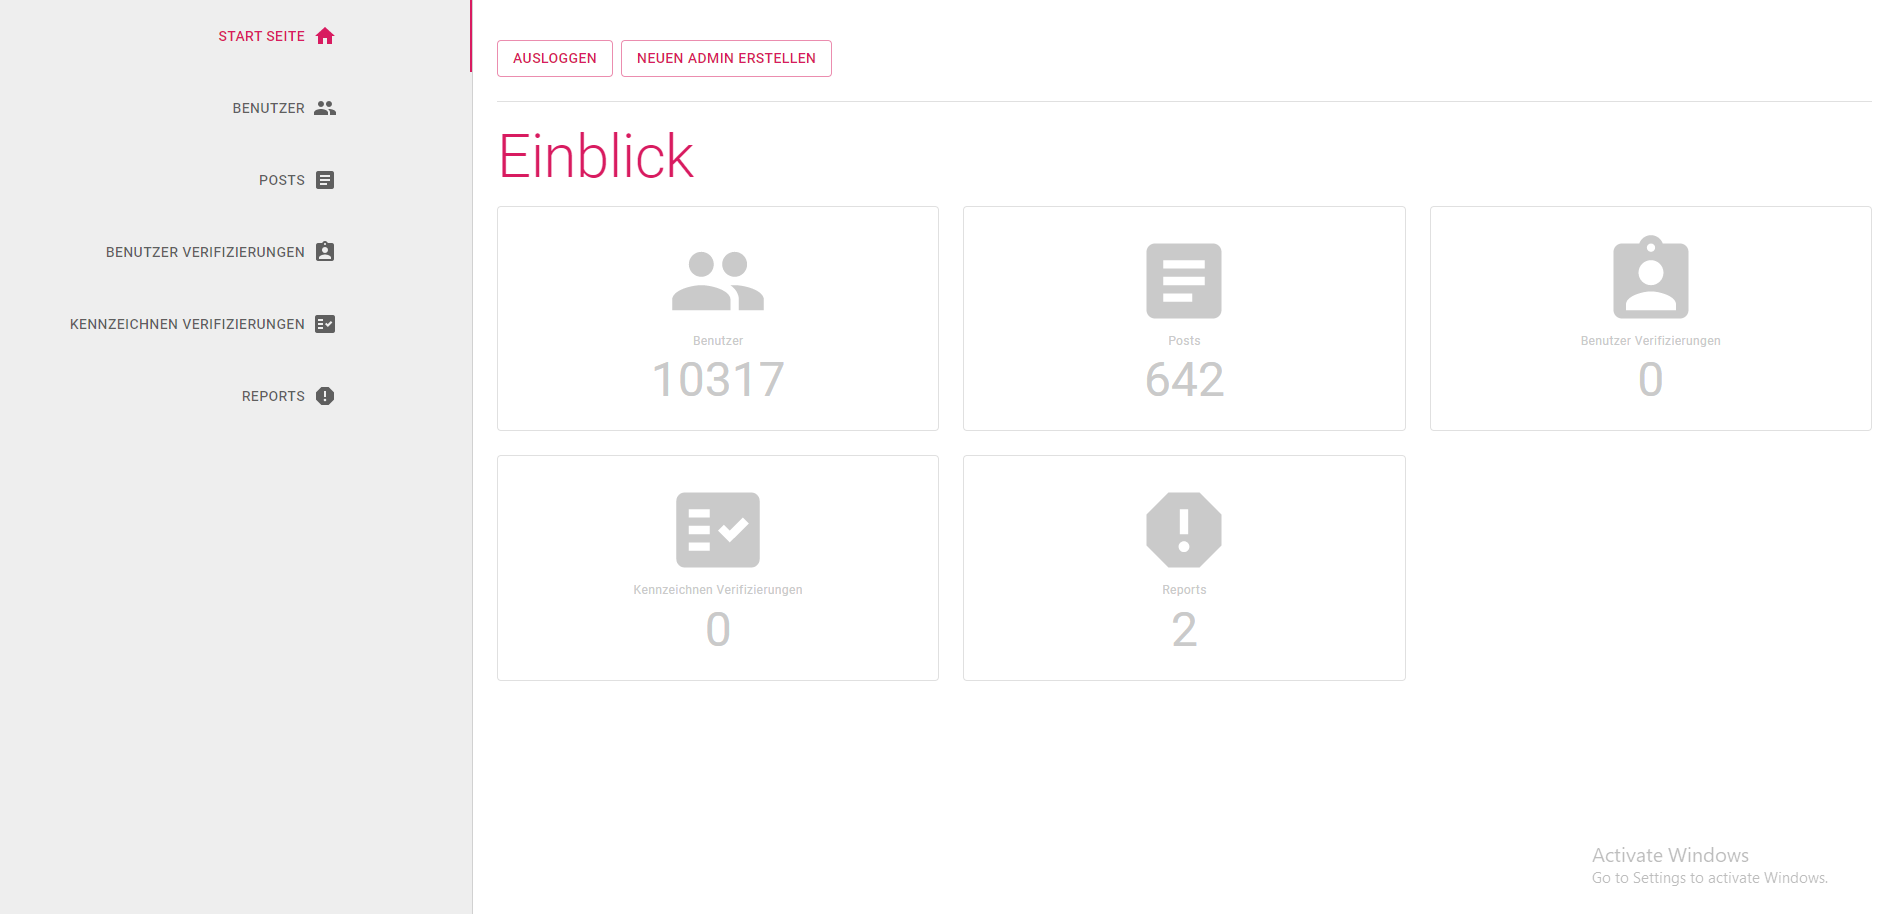 START SEITE
BENUTZER
POSTS
BENUTZER VERIFIZIERUNGEN
KENNZEICHNEN VERIFIZIERUNGEN
REPORTS
AUSLOGGEN
NEUEN ADMIN ERSTELLEN
Einblick
Benutzer
10317
Posts
642
Benutzer Verifizierungen
0
Kennzeichnen Verifizierungen
0
Reports
2
Activate Windows
Go to Settings to activate Windows.